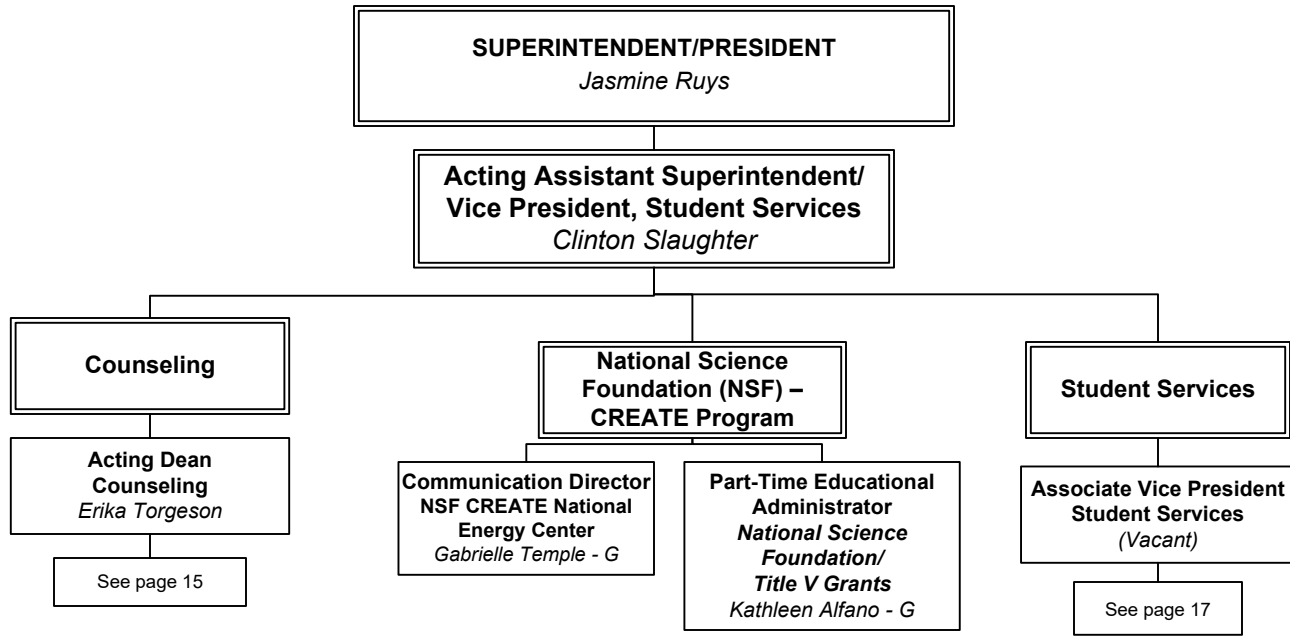 SUPERINTENDENT/PRESIDENT
Jasmine Ruys
Acting Assistant Superintendent/
Vice President, Student Services
Clinton Slaughter
Counseling
Acting Dean
Counseling
Erika Torgeson
See page 15
National Science
Foundation (NSF) –
CREATE Program
Communication Director
NSF CREATE National
Energy Center
Gabrielle Temple - G
Part-Time Educational
Administrator
National Science
Foundation/
Title V Grants
Kathleen Alfano - G
Student Services
Associate Vice President
Student Services
(Vacant)
See page 17